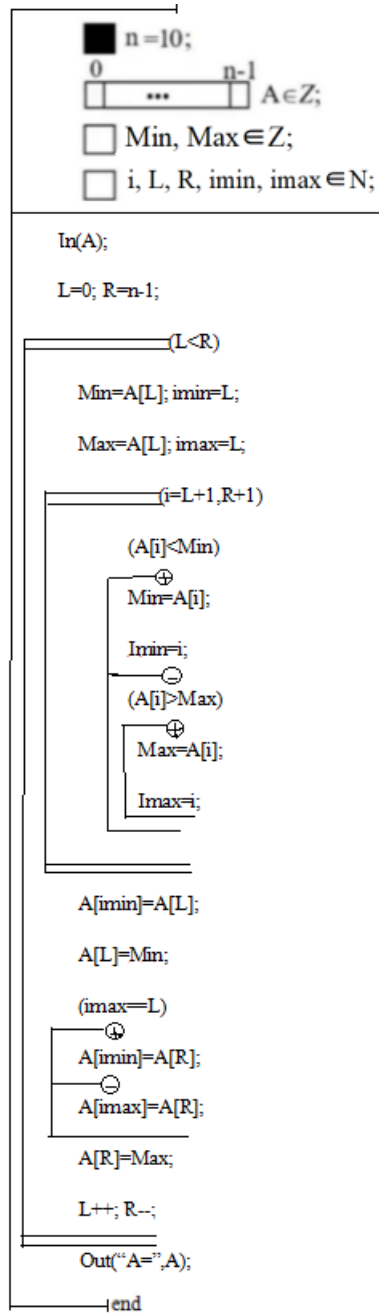 n =10;
0 n-1
... A∈Z;
Min, Max∈Z;
i, L, R, imin, imax∈N;
In(A);
L=0; R=n-1;
(L<R)
Min=A[L]; imin=L;
Max=A[L]; imax=L;
(i=L+1,R+1)
(A[i]<Min)
+
Min=A[i];
Imin=i;
-
(A[i]>Max)
+
Max=A[i];
Imax=i;
A[imin]=A[L];
A[L]=Min;
(imax==L)
+
A[imin]=A[R];
-
A[imax]=A[R];
A[R]=Max;
L++; R--;
Out(“A=”,A);
end